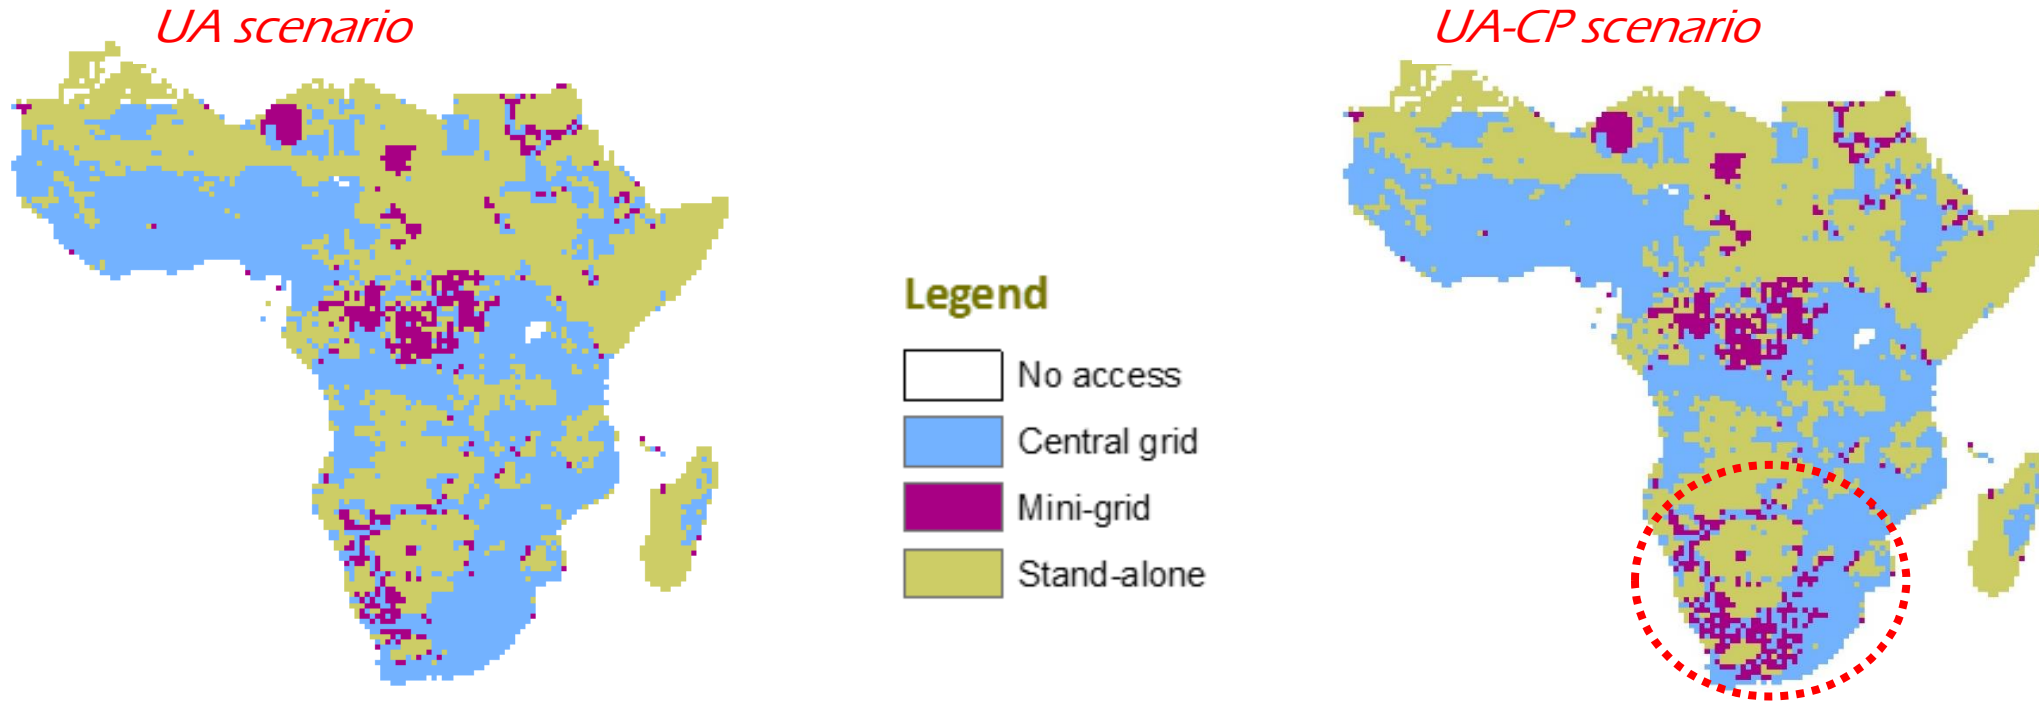 UA scenario
UA-CP scenario
Legend
No access
Central grid
Mini-grid
Stand-alone